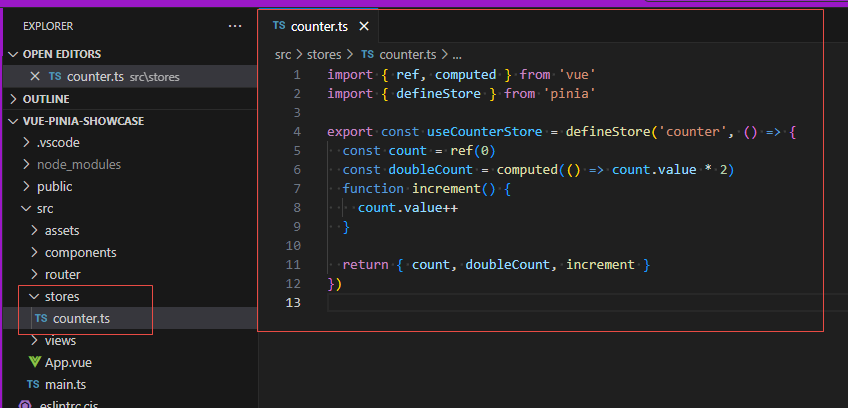 EXPLORER
...
OPEN EDITORS
TS counter.ts src\stores
OUTLINE
VUE-PINIA-SHOWCASE
.vscode
node_modules
public
src
assets
components
router
stores
TS counter.ts
views
App.vue
TS main.ts
.eslintrc.cjs
TS counter.ts
src > stores > TS counter.ts > ...
1 import { ref, computed } from 'vue'
2 import { defineStore } from 'pinia'
3
4 export const useCounterStore = defineStore('counter', () => {
5   const count = ref(0)
6   const doubleCount = computed(() => count.value * 2)
7   function increment() {
8     count.value++
9   }
10
11   return { count, doubleCount, increment }
12 })
13